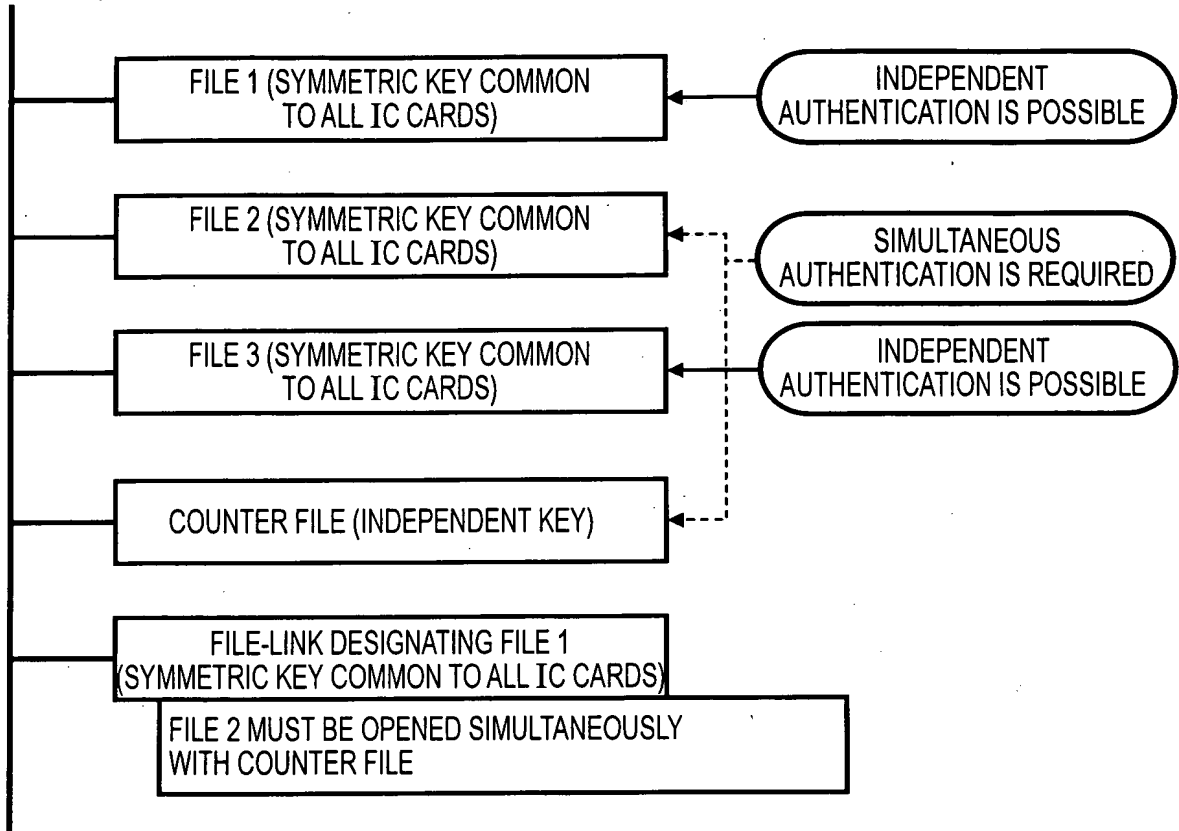 FILE 1 (SYMMETRIC KEY COMMON
TO ALL IC CARDS)
INDEPENDENT
AUTHENTICATION IS POSSIBLE
FILE 2 (SYMMETRIC KEY COMMON
TO ALL IC CARDS)
SIMULTANEOUS
AUTHENTICATION IS REQUIRED
FILE 3 (SYMMETRIC KEY COMMON
TO ALL IC CARDS)
INDEPENDENT
AUTHENTICATION IS POSSIBLE
COUNTER FILE (INDEPENDENT KEY)
FILE-LINK DESIGNATING FILE 1
(SYMMETRIC KEY COMMON TO ALL IC CARDS)
FILE 2 MUST BE OPENED SIMULTANEOUSLY
WITH COUNTER FILE